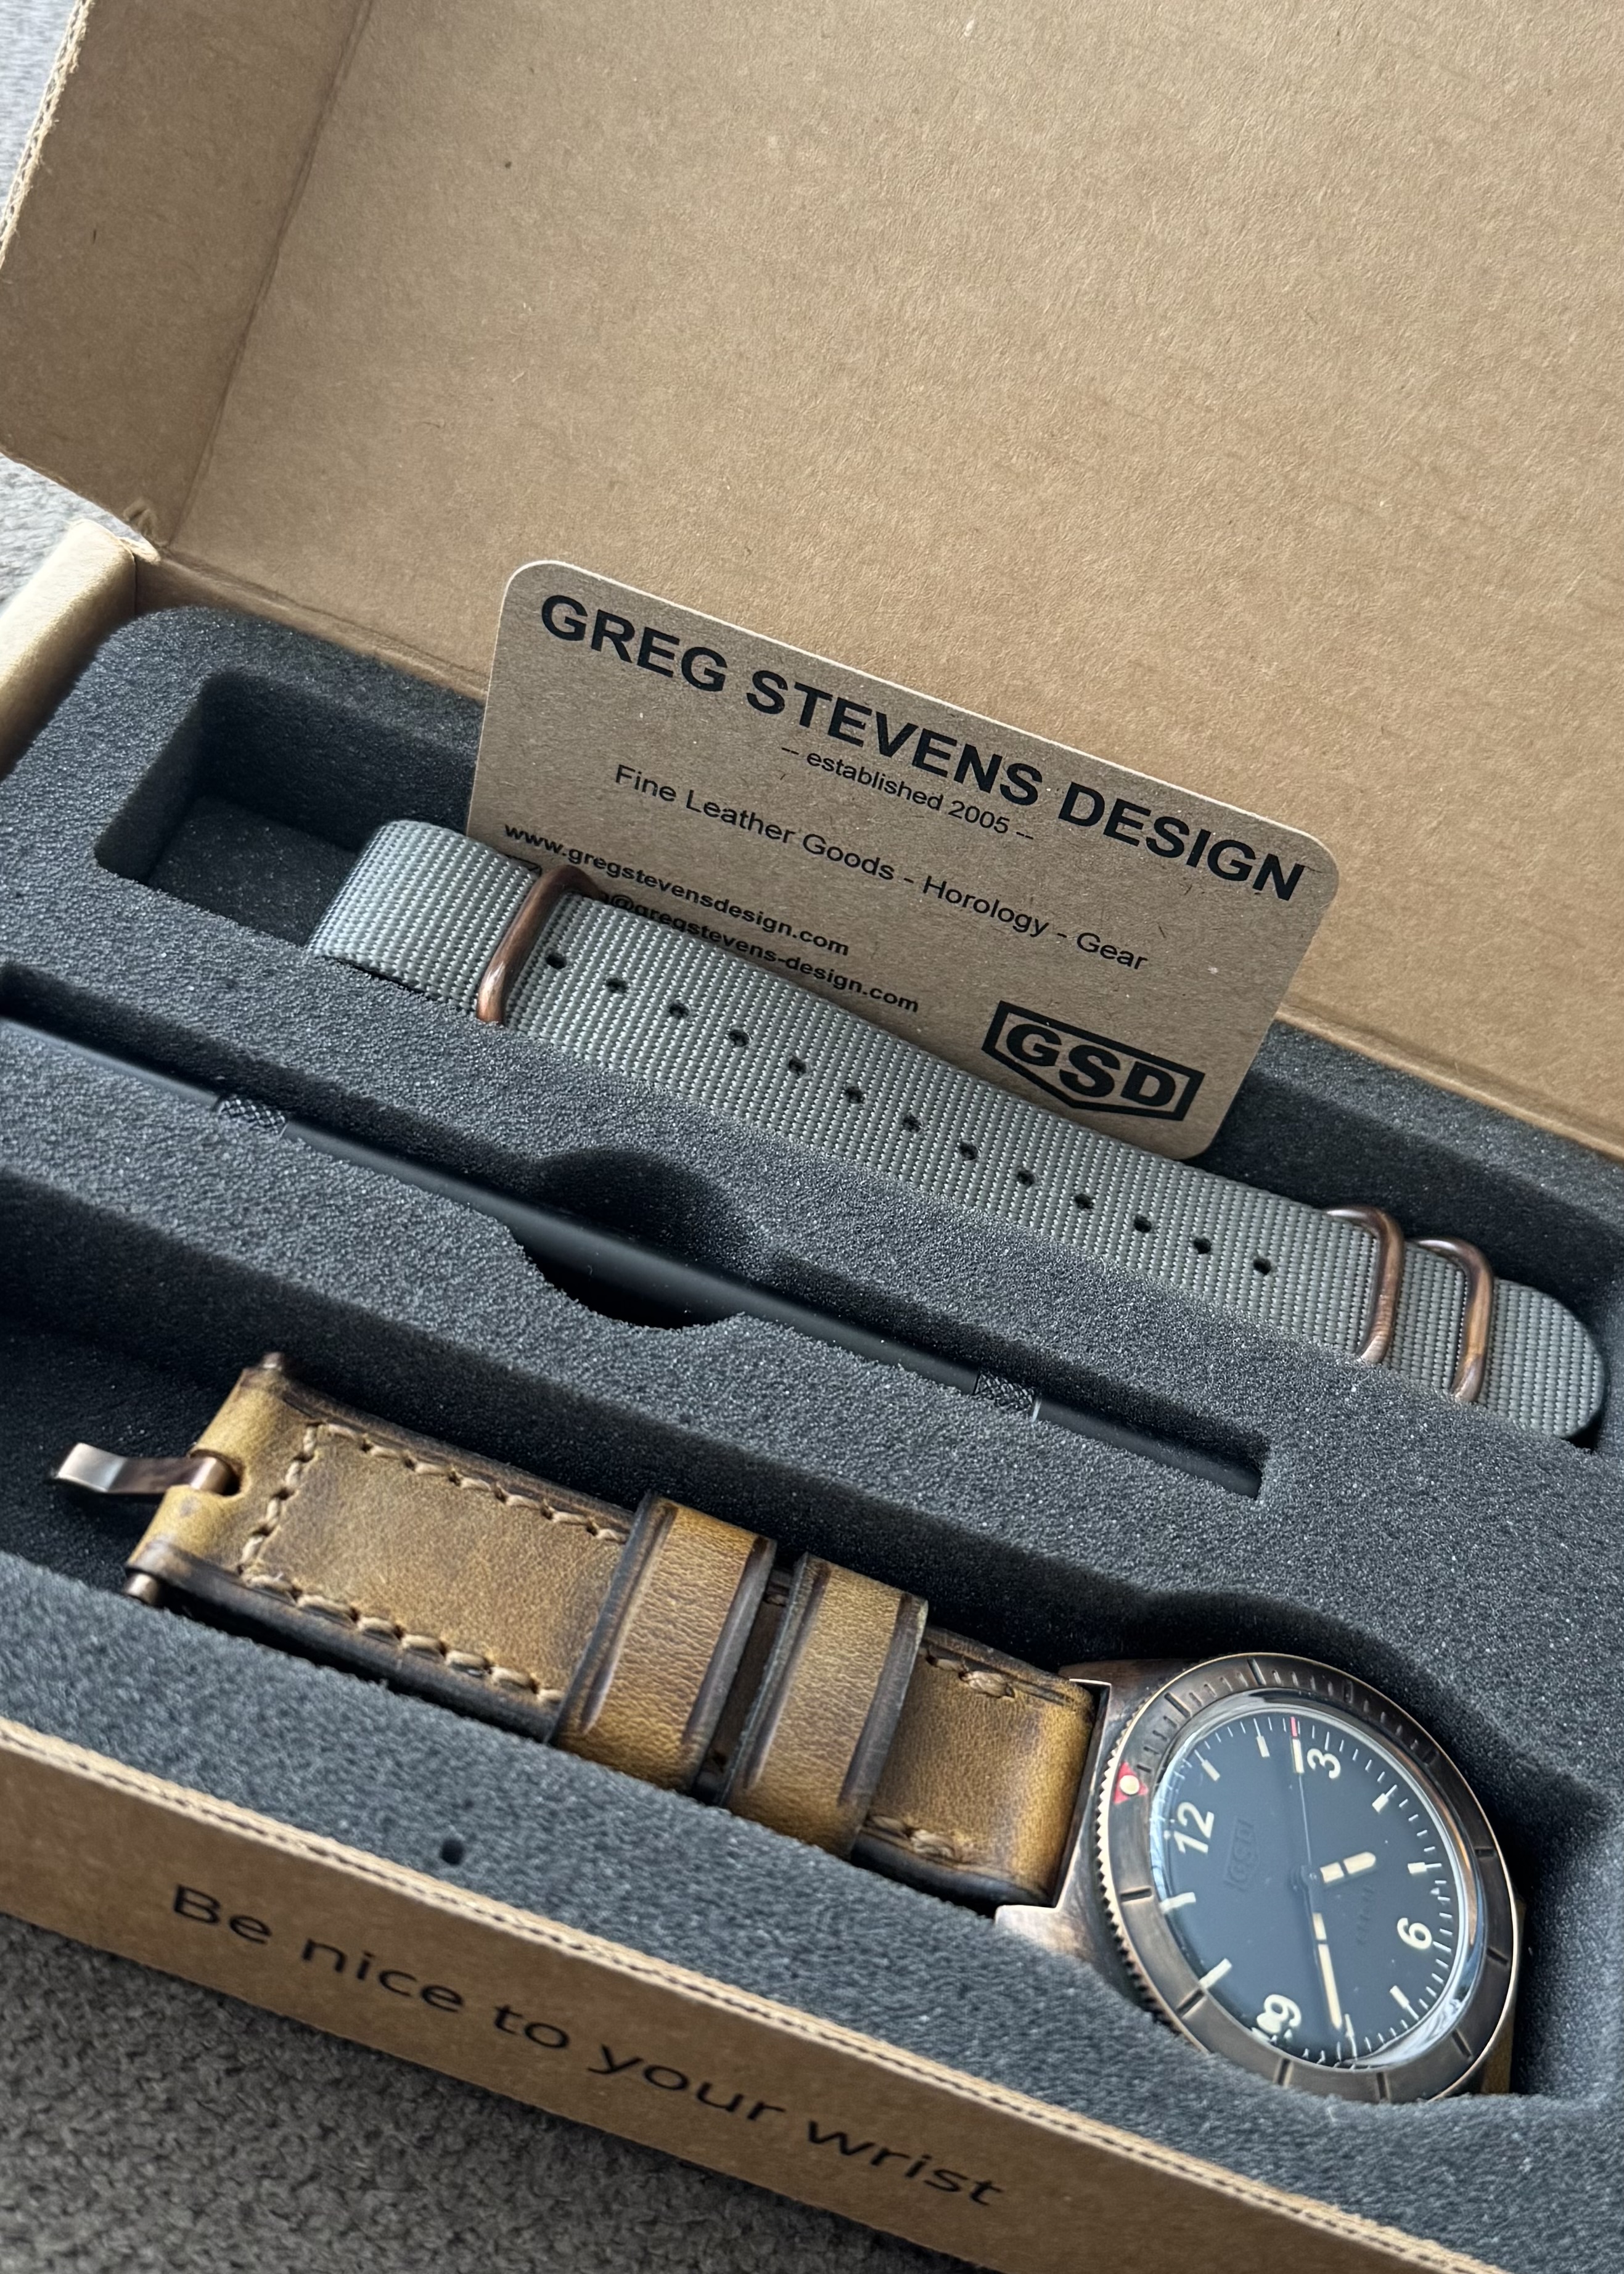 GREG STEVENS DESIGN
-- established 2005 --
Fine Leather Goods - Horology - Gear
www.gregstevensdesign.com
@gregstevens-design.com
GSD
12
3
6
9
Be nice to your wrist